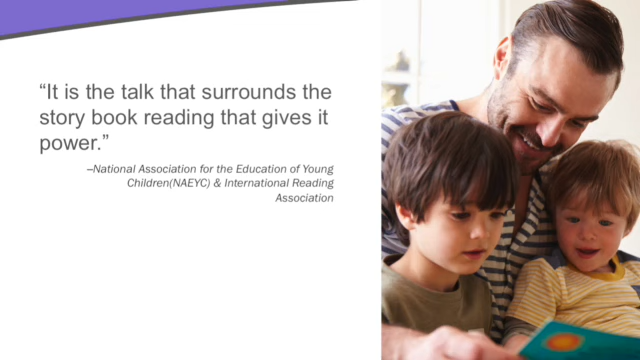 “It is the talk that surrounds the
story book reading that gives it
power.”
–National Association for the Education of Young
Children(NAEYC) & International Reading
Association